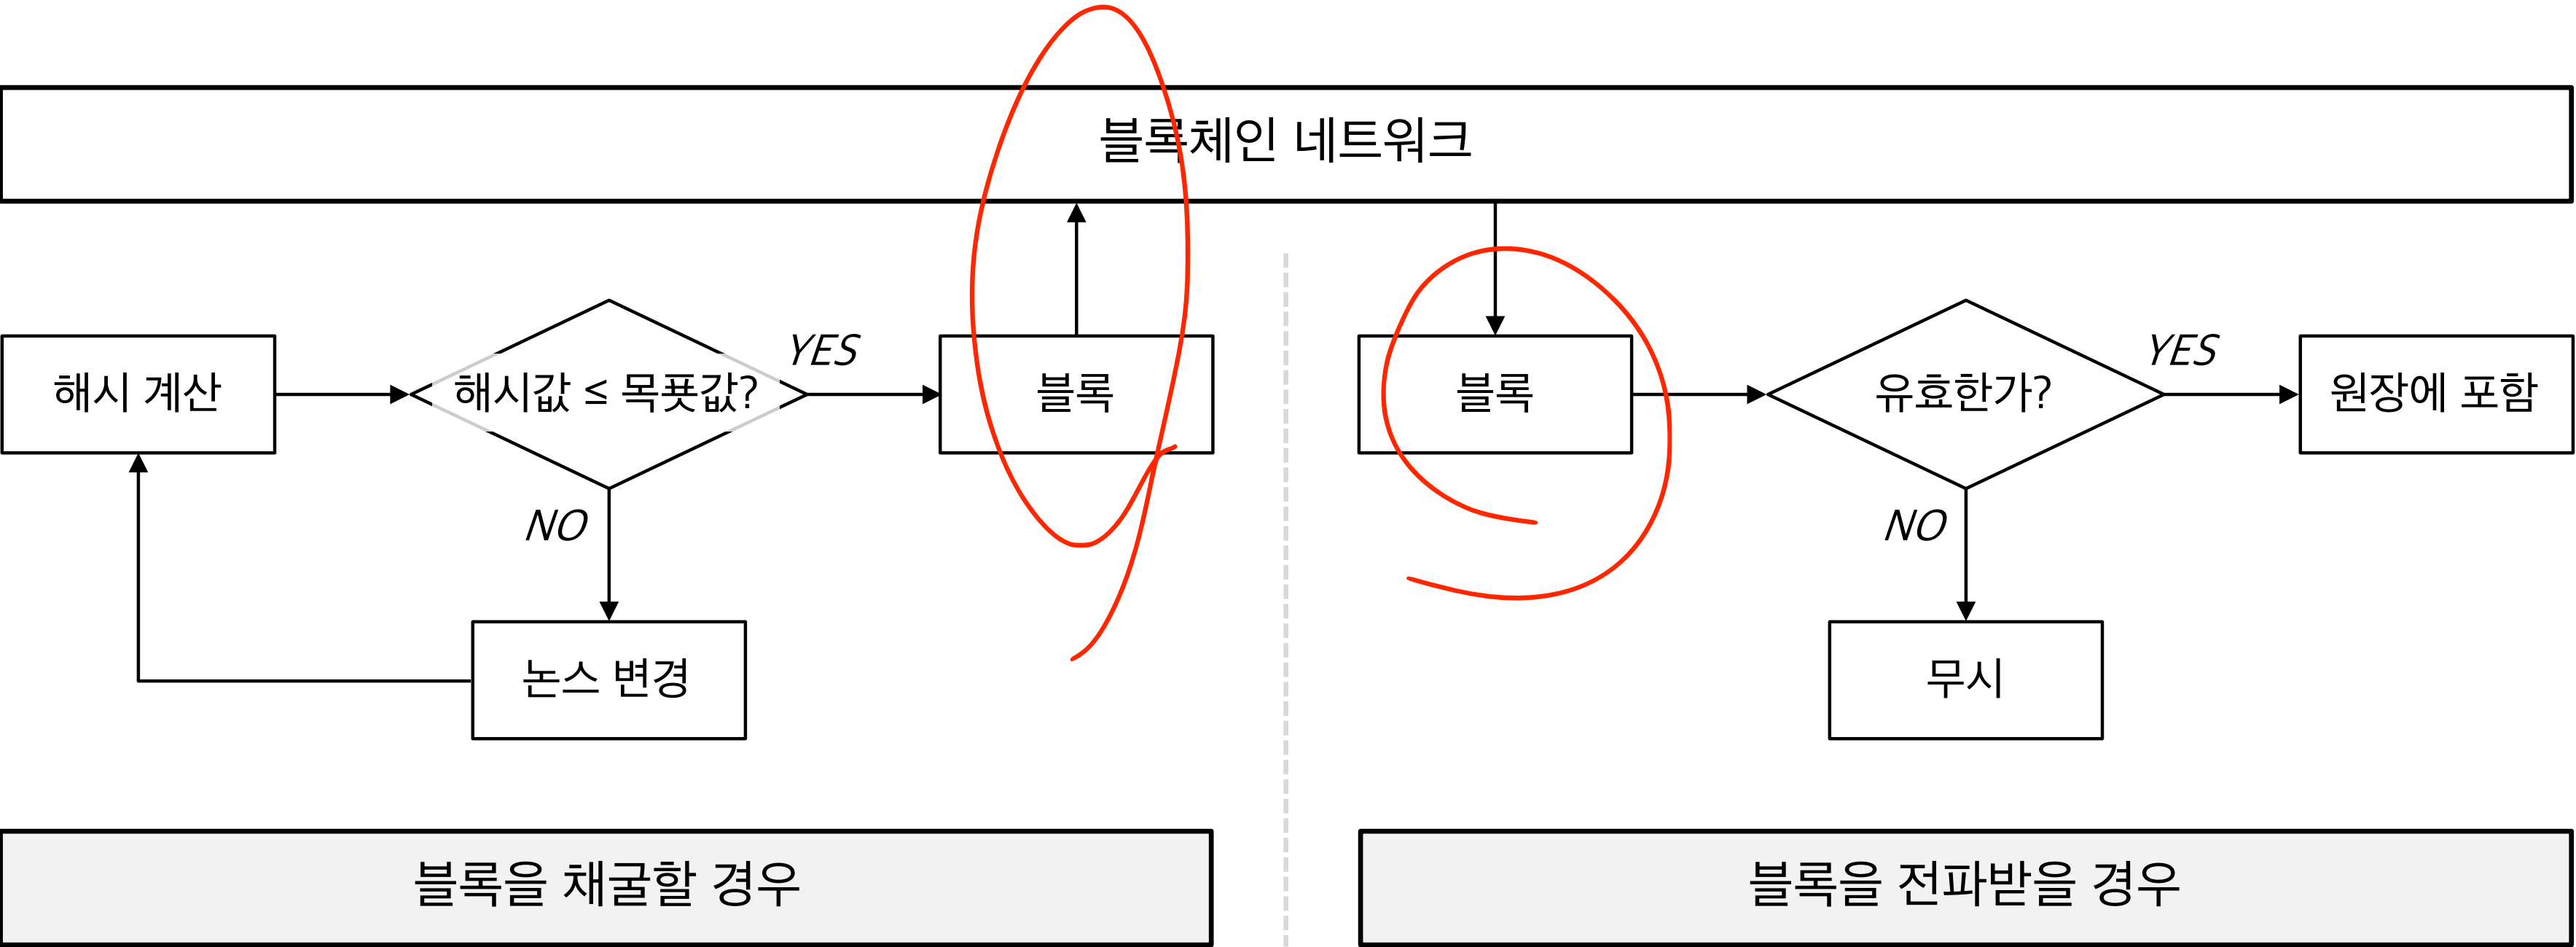 블록체인 네트워크
해시 계산
해시값 ≤ 목푯값?
YES
블록
NO
논스 변경
블록을 채굴할 경우
블록
유효한가?
YES
원장에 포함
NO
무시
블록을 전파받을 경우